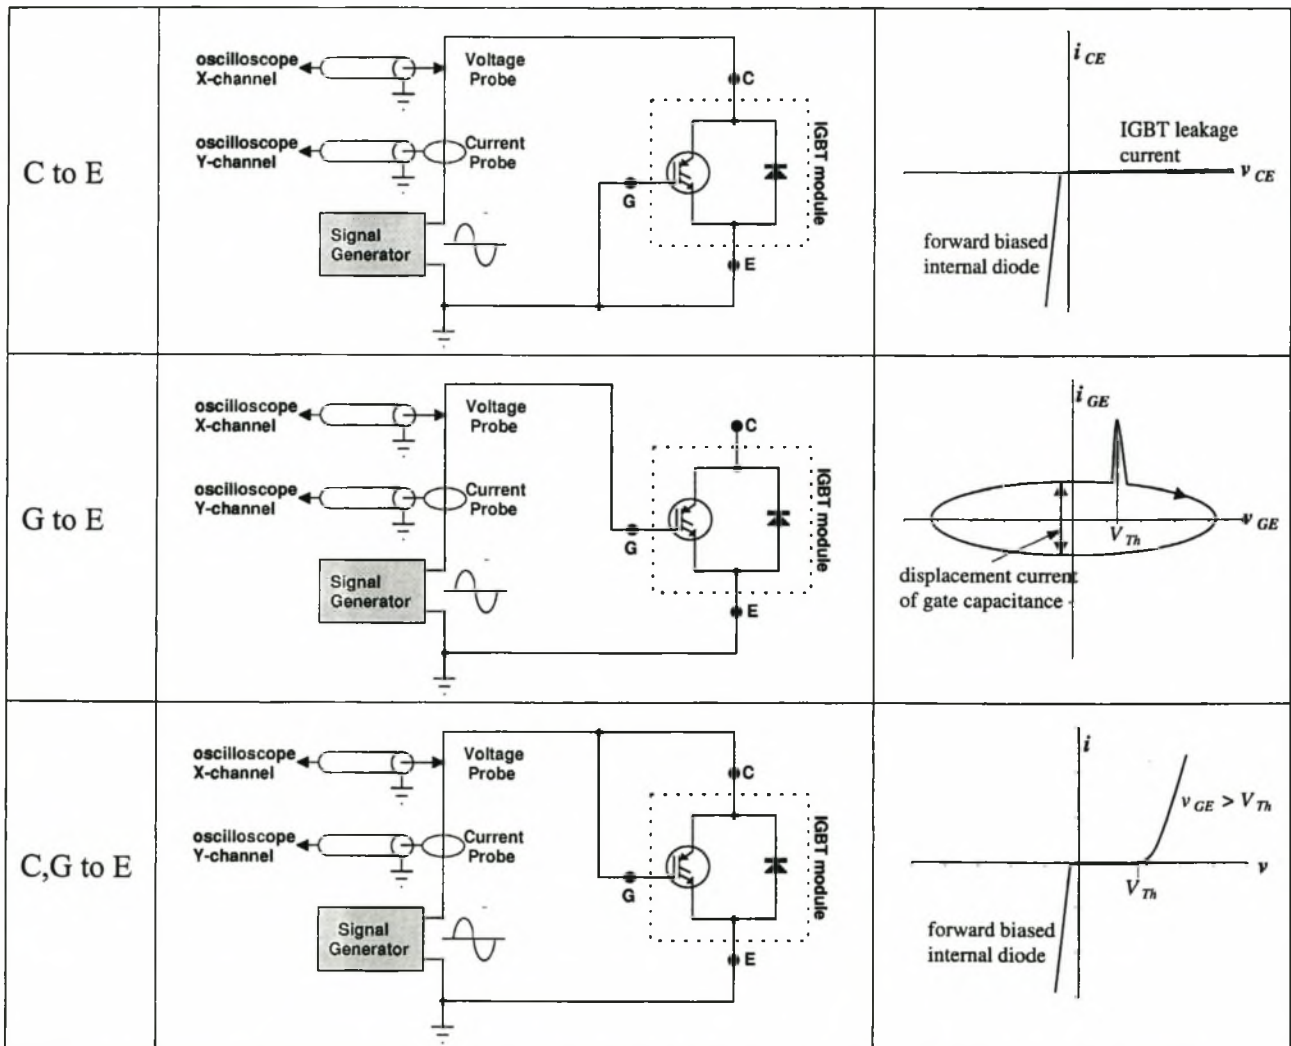 C to E
oscilloscope
X-channel
Voltage
Probe
oscilloscope
Y-channel
Current
Probe
Signal
Generator
C
G
E
IGBT module
i CE
IGBT leakage
current
v CE
forward biased
internal diode
G to E
oscilloscope
X-channel
Voltage
Probe
oscilloscope
Y-channel
Current
Probe
Signal
Generator
C
G
E
IGBT module
i GE
v GE
V Th
displacement current
of gate capacitance
C,G to E
oscilloscope
X-channel
Voltage
Probe
oscilloscope
Y-channel
Current
Probe
Signal
Generator
C
G
E
IGBT module
i
v GE > V Th
v
V Th
forward biased
internal diode